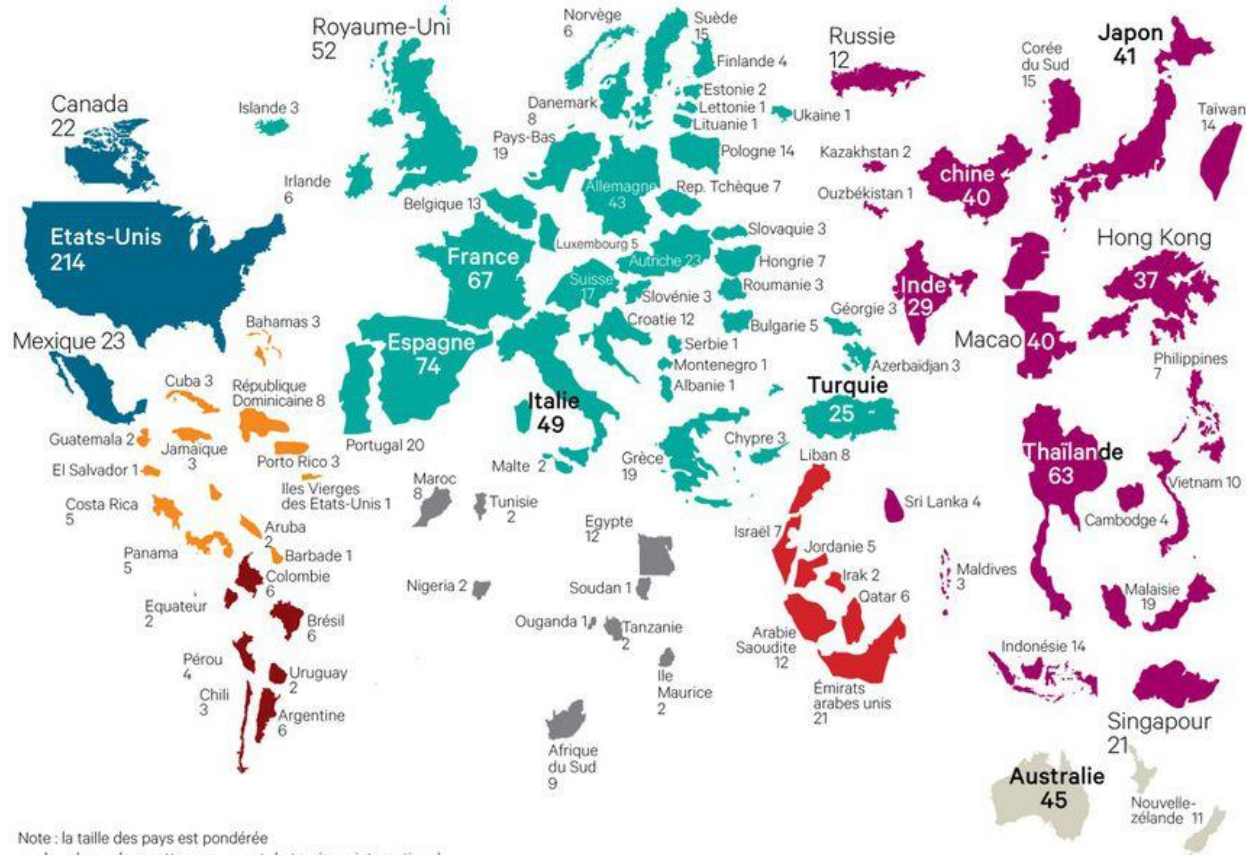 Royaume-Uni
52
Norvège
6
Suède
15
Finlande 4
Estonie 2
Lettonie 1
Lituanie 1
Ukaine 1
Danemark
8
Pays-Bas
19
Pologne 14
Russie
12
Corée
du Sud
15
Japon
41
Taïwan
14
Canada
22
Islande 3
Irlande
6
Belgique 13
Allemagne
43
Rep. Tchèque 7
Kazakhstan 2
Ouzbékistan 1
chine
40
Etats-Unis
214
France
67
Luxembourg 5
Autriche 23
Slovaquie 3
Hongrie 7
Suisse
17
Slovénie 3
Roumanie 3
Croatie 12
Bulgarie 5
Géorgie 3
Azerbaïdjan 3
Inde
29
Hong Kong
37
Macao 40
Philippines
7
Mexique 23
Bahamas 3
Cuba 3
République
Dominicaine 8
Espagne
74
Serbie 1
Montenegro 1
Albanie 1
Italie
49
Turquie
25
Guatemala 2
Jamaïque
3
El Salvador 1
Porto Rico 3
Portugal 20
Malte 2
Grèce
19
Chypre 3
Liban 8
Thaïlande
63
Vietnam 10
Cambodge 4
Costa Rica
5
Iles Vierges
des Etats-Unis 1
Maroc
8
Tunisie
2
Egypte
12
Israël 7
Sri Lanka 4
Panama
5
Aruba
2
Barbade 1
Jordanie 5
Irak 2
Qatar 6
Maldives
3
Malaisie
19
Colombie
6
Equateur
2
Brésil
6
Nigeria 2
Soudan 1
Ouganda 1
Tanzanie
2
Arabie
Saoudite
12
Indonésie 14
Pérou
4
Uruguay
2
Ile
Maurice
2
Émirats
arabes unis
21
Singapour
21
Chili
3
Argentine
6
Afrique
du Sud
9
Australie
45
Nouvelle-
zélande 11
Note : la taille des pays est pondérée